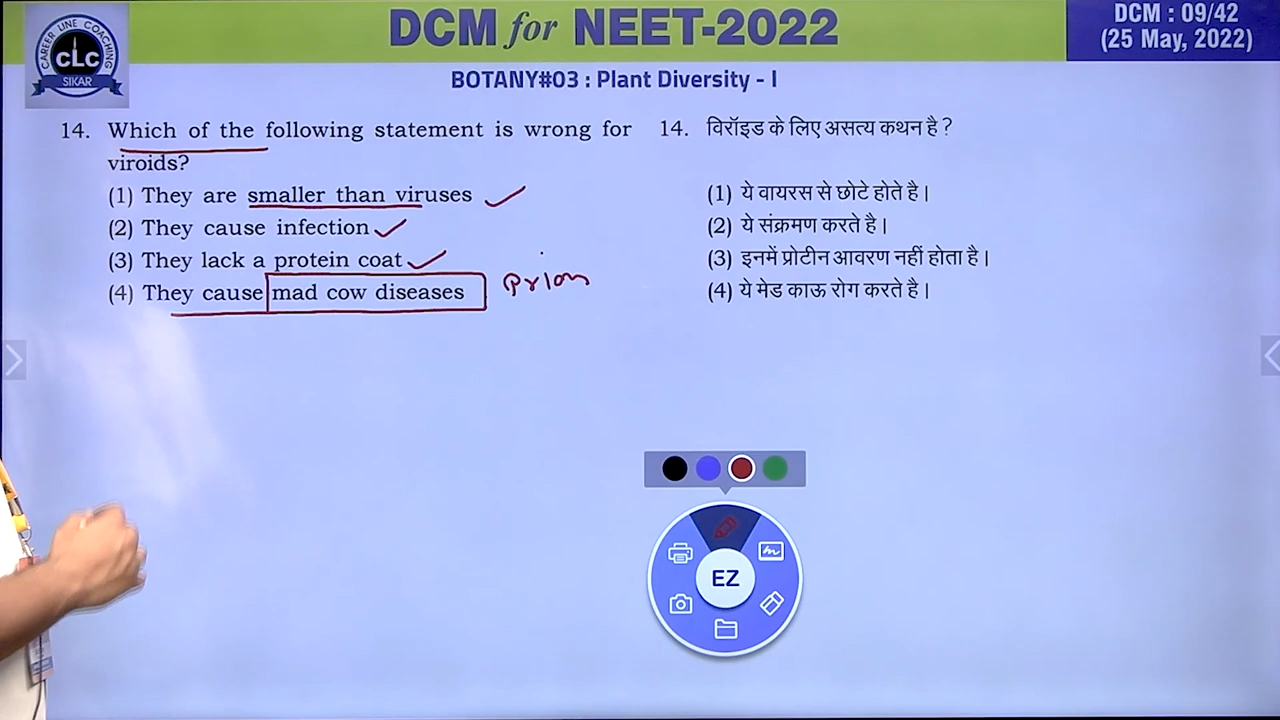 CAREER LINE COACHING
CLC
SIKAR
DCM for NEET-2022
DCM : 09/42
(25 May, 2022)
BOTANY#03 : Plant Diversity - I
14. Which of the following statement is wrong for
viroids?
(1) They are smaller than viruses
(2) They cause infection
(3) They lack a protein coat
(4) They cause mad cow diseases
Prion
14. विरॉइड के लिए असत्य कथन है ?
(1) ये वायरस से छोटे होते है।
(2) ये संक्रमण करते है।
(3) इनमें प्रोटीन आवरण नहीं होता है।
(4) ये मेड काऊ रोग करते है।
EZ